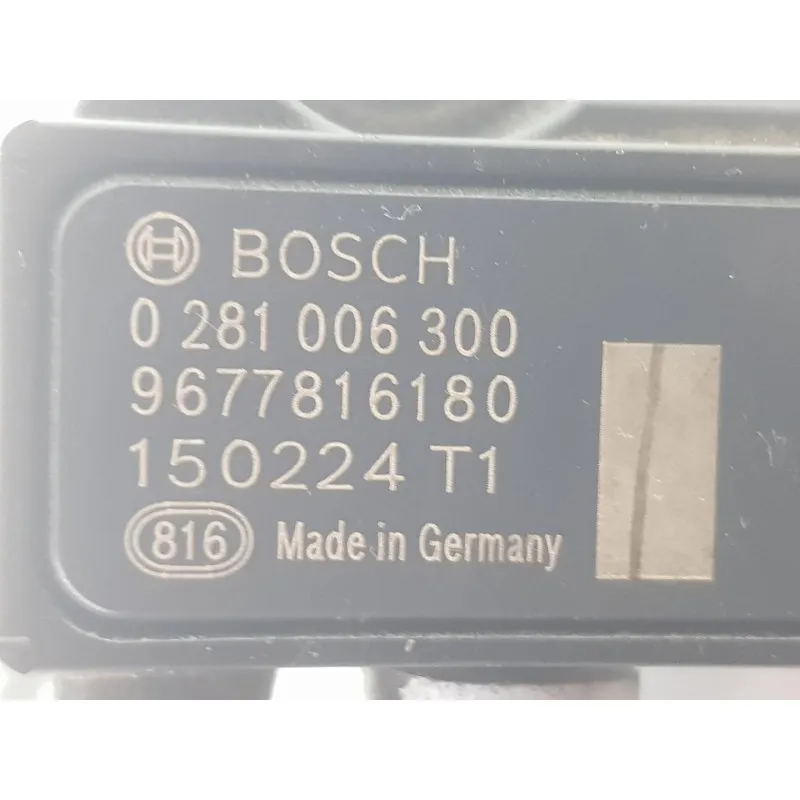 BOSCH
0 281 006 300
9677816180
150224 T1
816 Made in Germany